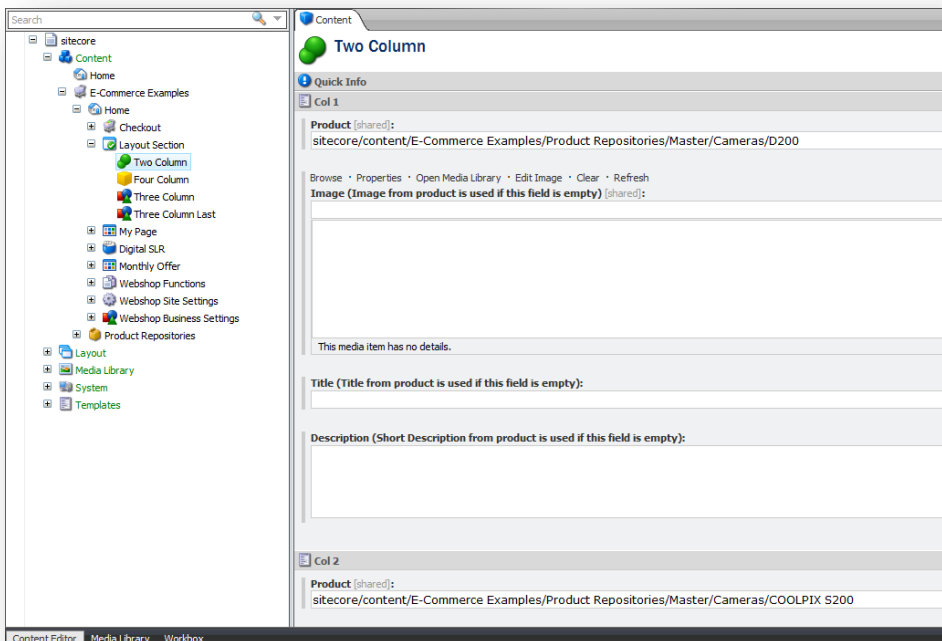 Search
sitecore
Content
Home
E-Commerce Examples
Home
Checkout
Layout Section
Two Column
Four Column
Three Column
Three Column Last
My Page
Digital SLR
Monthly Offer
Webshop Functions
Webshop Site Settings
Webshop Business Settings
Product Repositories
Layout
Media Library
System
Templates
Content
Two Column
Quick Info
Col 1
Product [shared]:
sitecore/content/E-Commerce Examples/Product Repositories/Master/Cameras/D200
Browse · Properties · Open Media Library · Edit Image · Clear · Refresh
Image (Image from product is used if this field is empty) [shared]:
This media item has no details.
Title (Title from product is used if this field is empty):
Description (Short Description from product is used if this field is empty):
Col 2
Product [shared]:
sitecore/content/E-Commerce Examples/Product Repositories/Master/Cameras/COOLPIX S200
Content Editor Media Library Workbox